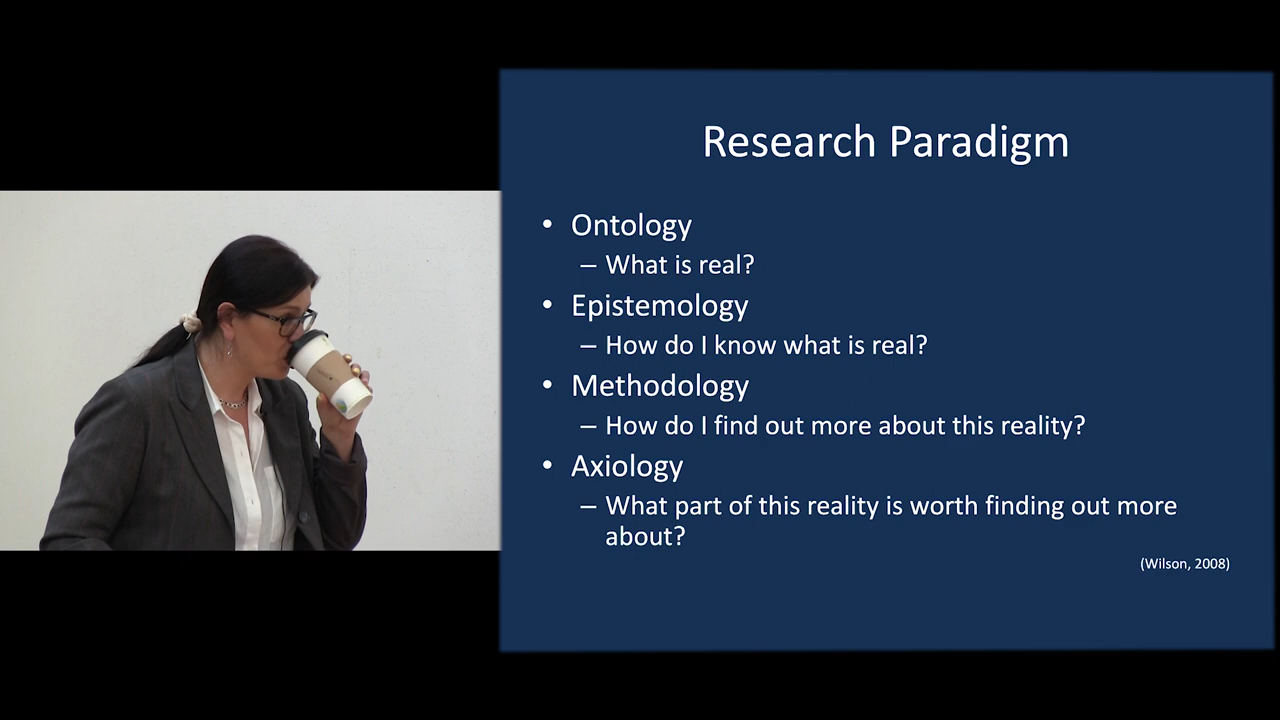 Research Paradigm
• Ontology
– What is real?
• Epistemology
– How do I know what is real?
• Methodology
– How do I find out more about this reality?
• Axiology
– What part of this reality is worth finding out more
about?
(Wilson, 2008)